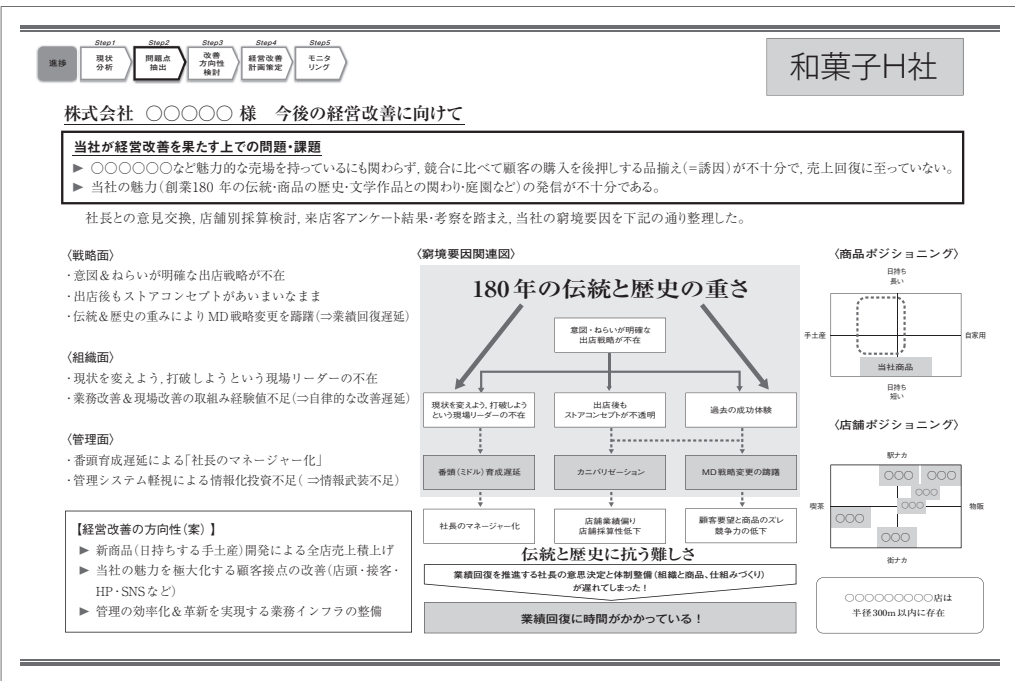 進捗
Step1
現状
分析
Step2
問題点
抽出
Step3
改善
方向性
検討
Step4
経営改善
計画策定
Step5
モニタ
リング
和菓子H社
株式会社 ○○○○○ 様 今後の経営改善に向けて
当社が経営改善を果たす上での問題・課題
▶ ○○○○○○など魅力的な売場を持っているにも関わらず，競合に比べて顧客の購入を後押しする品揃え（＝誘因）が不十分で，売上回復に至っていない。
▶ 当社の魅力（創業180 年の伝統・商品の歴史・文学作品との関わり・庭園など）の発信が不十分である。
社長との意見交換，店舗別採算検討，来店客アンケート結果・考察を踏まえ，当社の窮境要因を下記の通り整理した。
〈戦略面〉
・意図＆ねらいが明確な出店戦略が不在
・出店後もストアコンセプトがあいまいなまま
・伝統＆歴史の重みによりMD戦略変更を躊躇（⇒業績回復遅延）
〈組織面〉
・現状を変えよう，打破しようという現場リーダーの不在
・業務改善＆現場改善の取組み経験値不足（⇒自律的な改善遅延）
〈管理面〉
・番頭育成遅延による「社長のマネージャー化」
・管理システム軽視による情報化投資不足（ ⇒情報武装不足）
【経営改善の方向性（案）】
▶ 新商品（日持ちする手土産）開発による全店売上積上げ
▶ 当社の魅力を極大化する顧客接点の改善（店頭・接客・
HP・SNSなど）
▶ 管理の効率化＆革新を実現する業務インフラの整備
〈窮境要因関連図〉
180 年の伝統と歴史の重さ
意図・ねらいが明確な
出店戦略が不在
現状を変えよう，打破しよう
という現場リーダーの不在
出店後も
ストアコンセプトが不透明
過去の成功体験
番頭（ミドル）育成遅延
カニバリゼーション
MD戦略変更の躊躇
社長のマネージャー化
店舗業績偏り
店舗採算性低下
顧客要望と商品のズレ
競争力の低下
伝統と歴史に抗う難しさ
業績回復を推進する社長の意思決定と体制整備（組織と商品、仕組みづくり）
が遅れてしまった！
業績回復に時間がかかっている！
〈商品ポジショニング〉
日持ち
長い
手土産
自家用
当社商品
日持ち
短い
〈店舗ポジショニング〉
駅ナカ
○○○
○○○
○○○
喫茶
○○○
物販
○○○
○○○
街ナカ
○○○○○○○○○店は
半径300m以内に存在